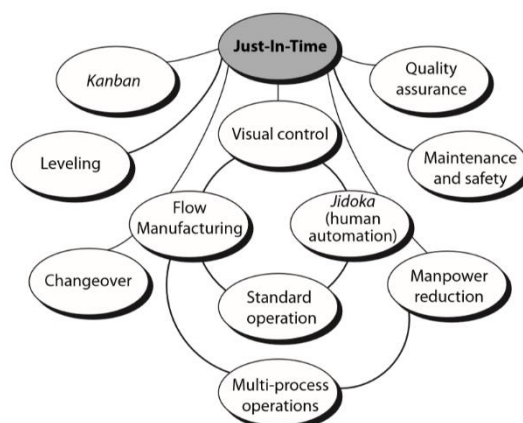 Just-In-Time
Kanban
Quality
assurance
Visual control
Leveling
Maintenance
and safety
Flow
Manufacturing
Jidoka
(human
automation)
Changeover
Manpower
reduction
Standard
operation
Multi-process
operations